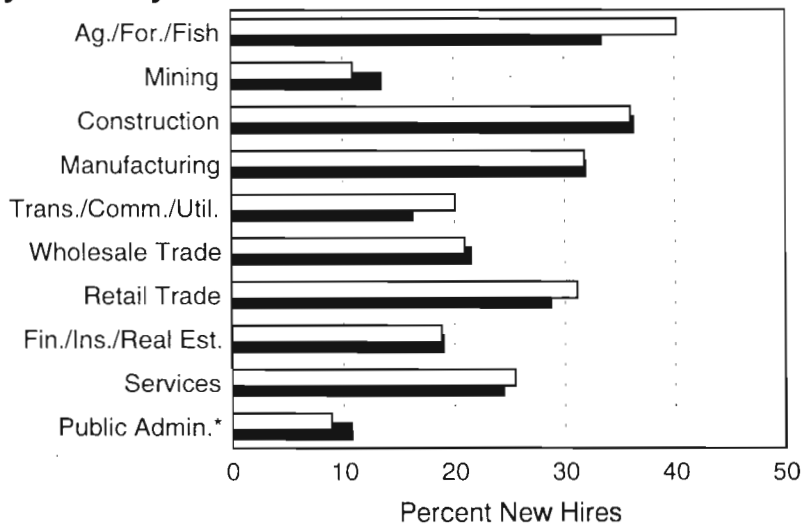 Ag./For./Fish
Mining
Construction
Manufacturing
Trans./Comm./Util.
Wholesale Trade
Retail Trade
Fin./Ins./Real Est.
Services
Public Admin.*
0 10 20 30 40 50
Percent New Hires